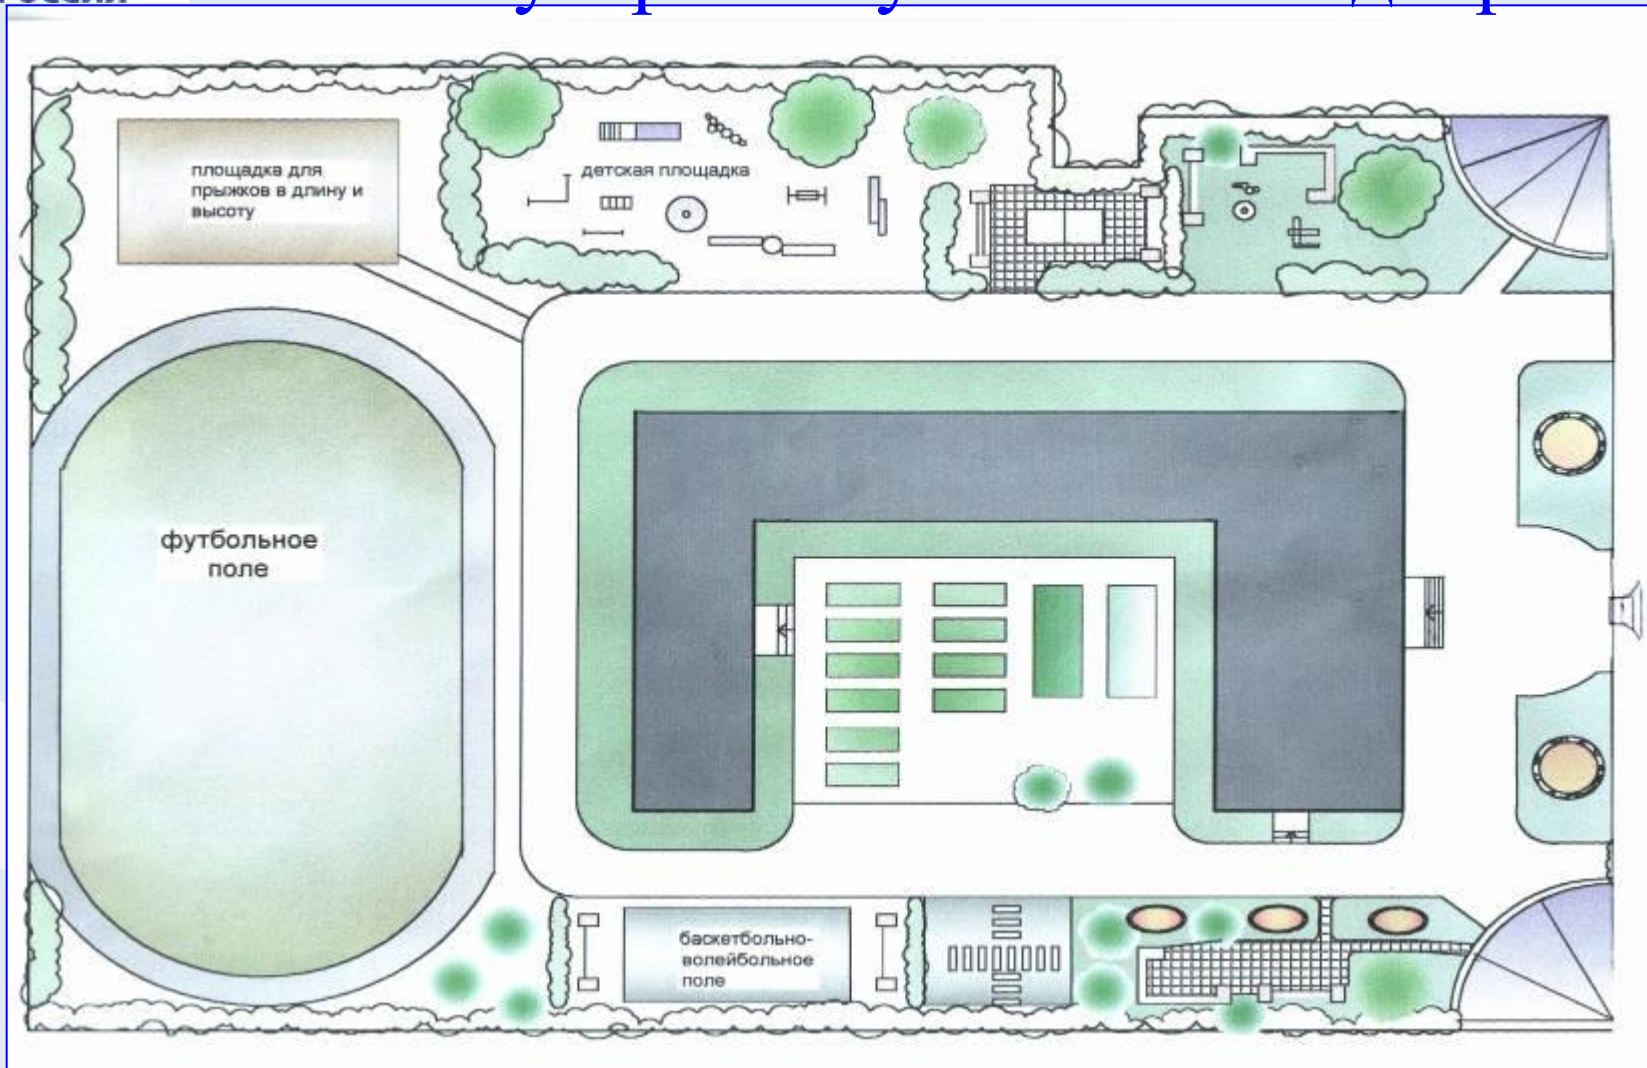 площадка для
прыжков в длину и
высоту
детская площадка
футбольное
поле
баскетбольно-
волейбольное
поле